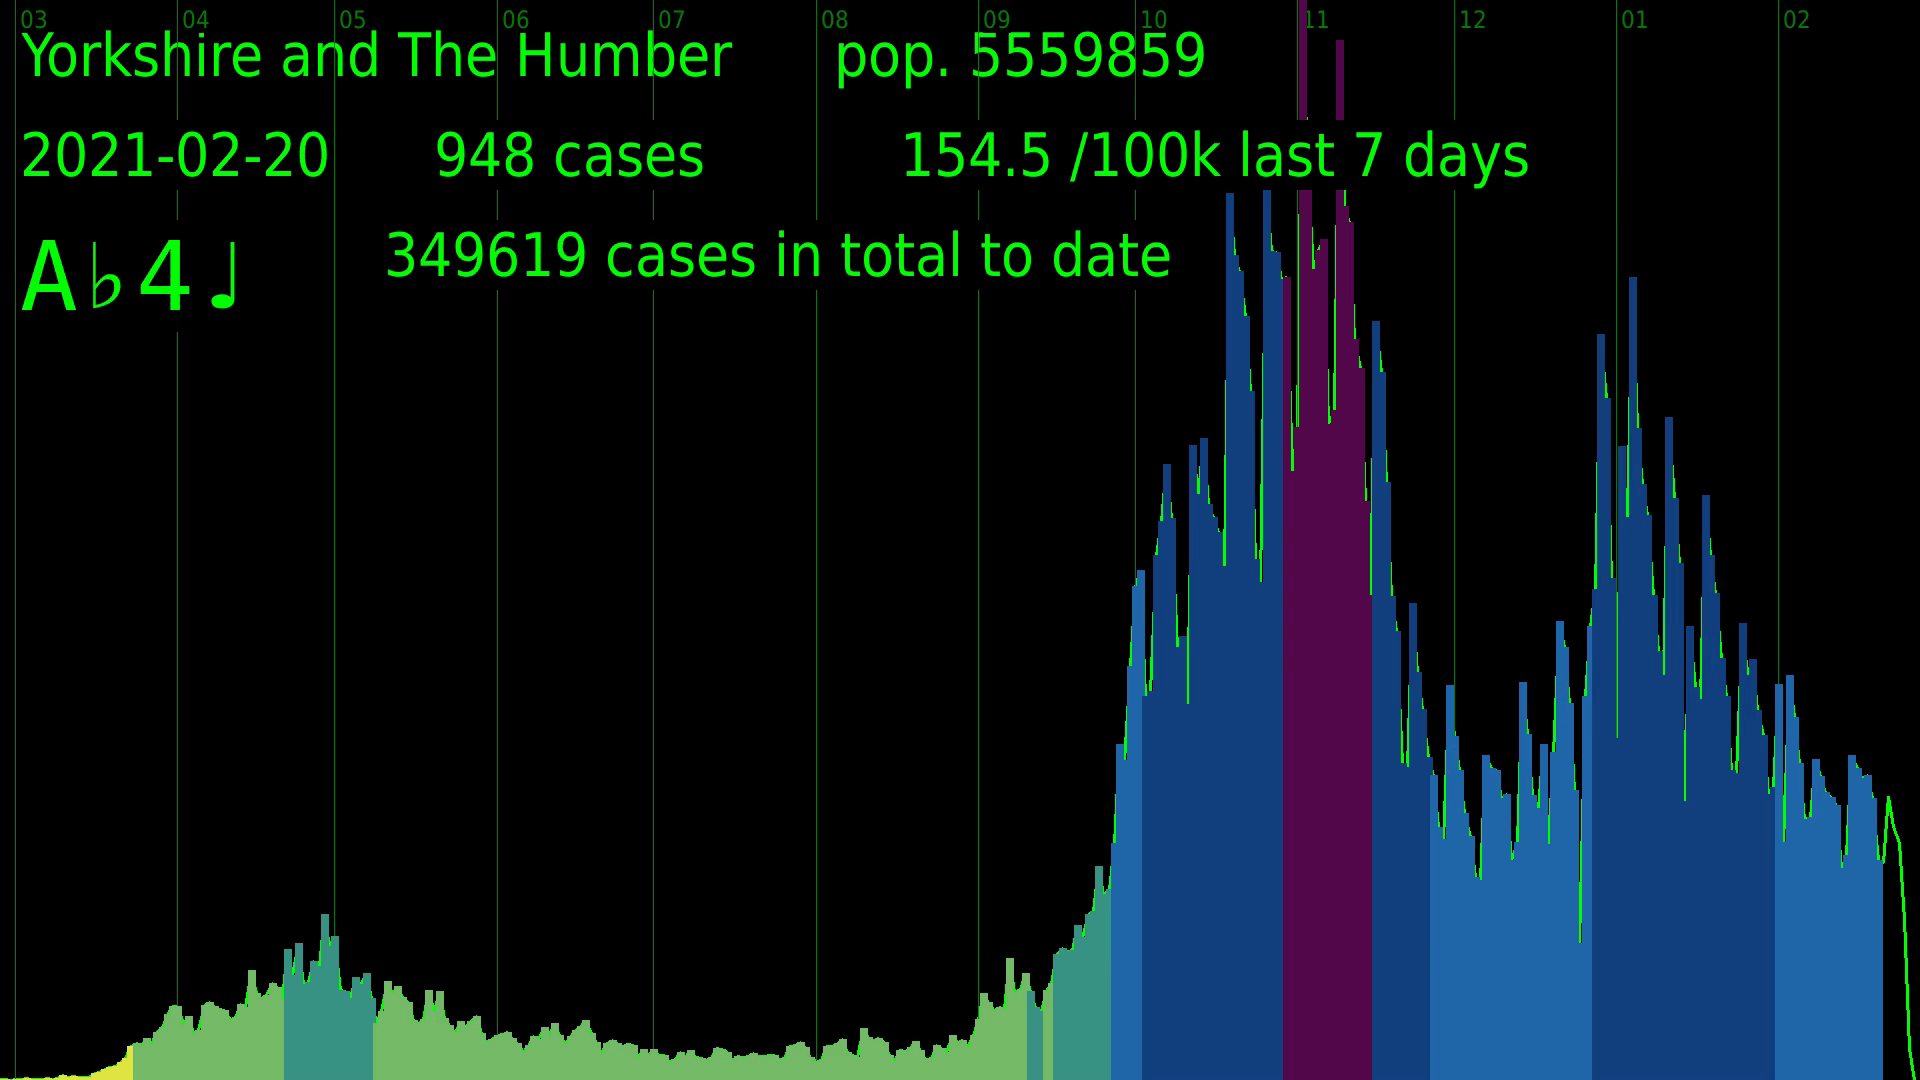 03 04 05 06 07 08 09 10 11 12 01 02
Yorkshire and The Humber pop. 5559859
2021-02-20 948 cases 154.5 /100k last 7 days
A♭4♩ 349619 cases in total to date